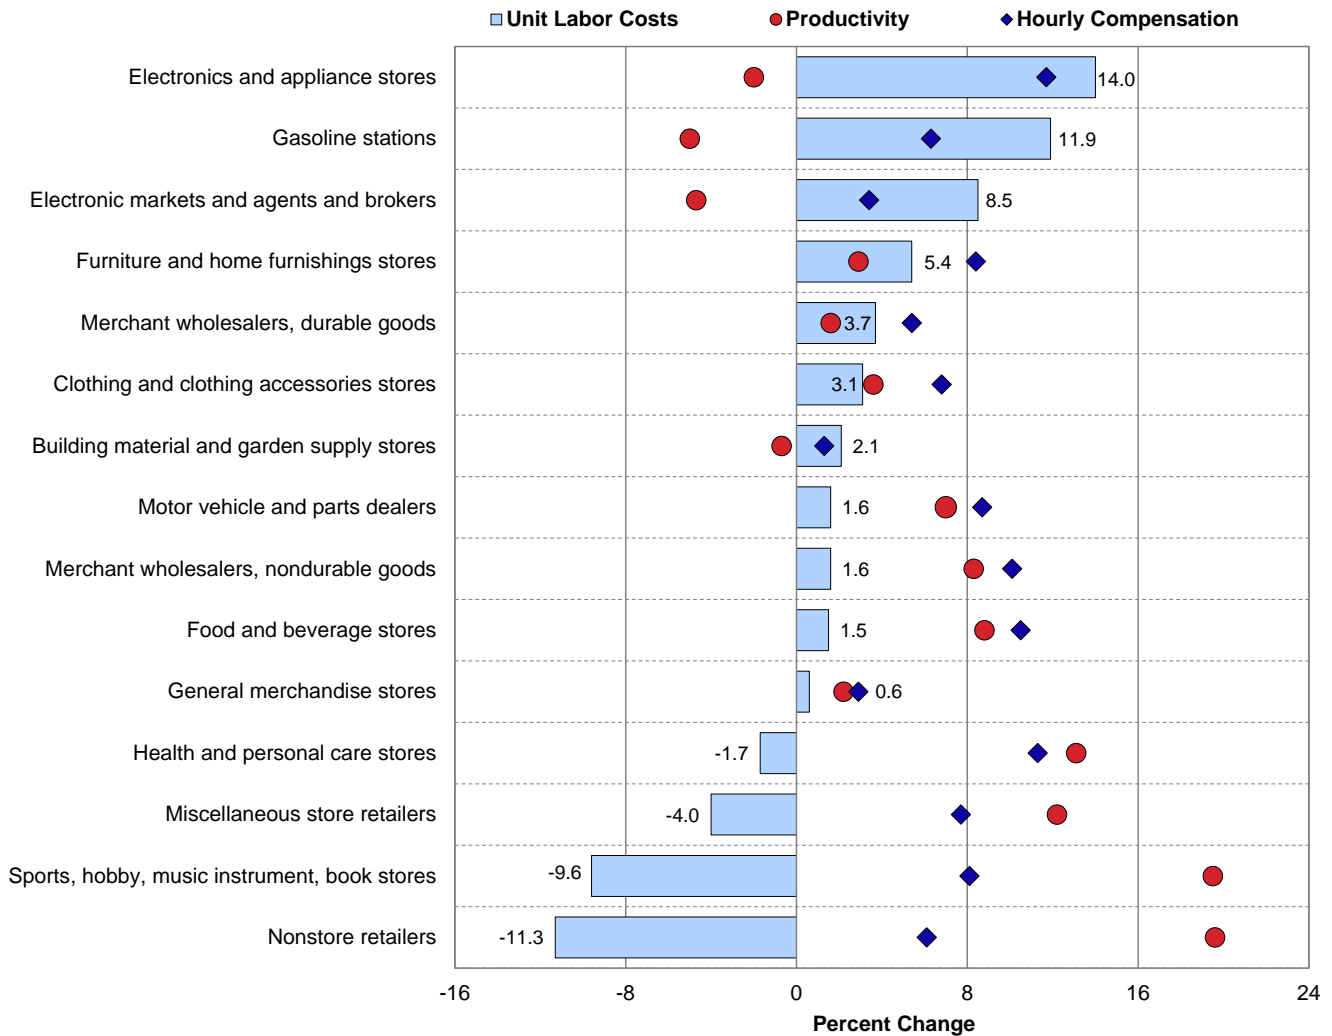 Unit Labor Costs Productivity Hourly Compensation
Electronics and appliance stores 14.0
Gasoline stations 11.9
Electronic markets and agents and brokers 8.5
Furniture and home furnishings stores 5.4
Merchant wholesalers, durable goods 3.7
Clothing and clothing accessories stores 3.1
Building material and garden supply stores 2.1
Motor vehicle and parts dealers 1.6
Merchant wholesalers, nondurable goods 1.6
Food and beverage stores 1.5
General merchandise stores 0.6
Health and personal care stores -1.7
Miscellaneous store retailers -4.0
Sports, hobby, music instrument, book stores -9.6
Nonstore retailers -11.3
-16 -8 0 8 16 24
Percent Change